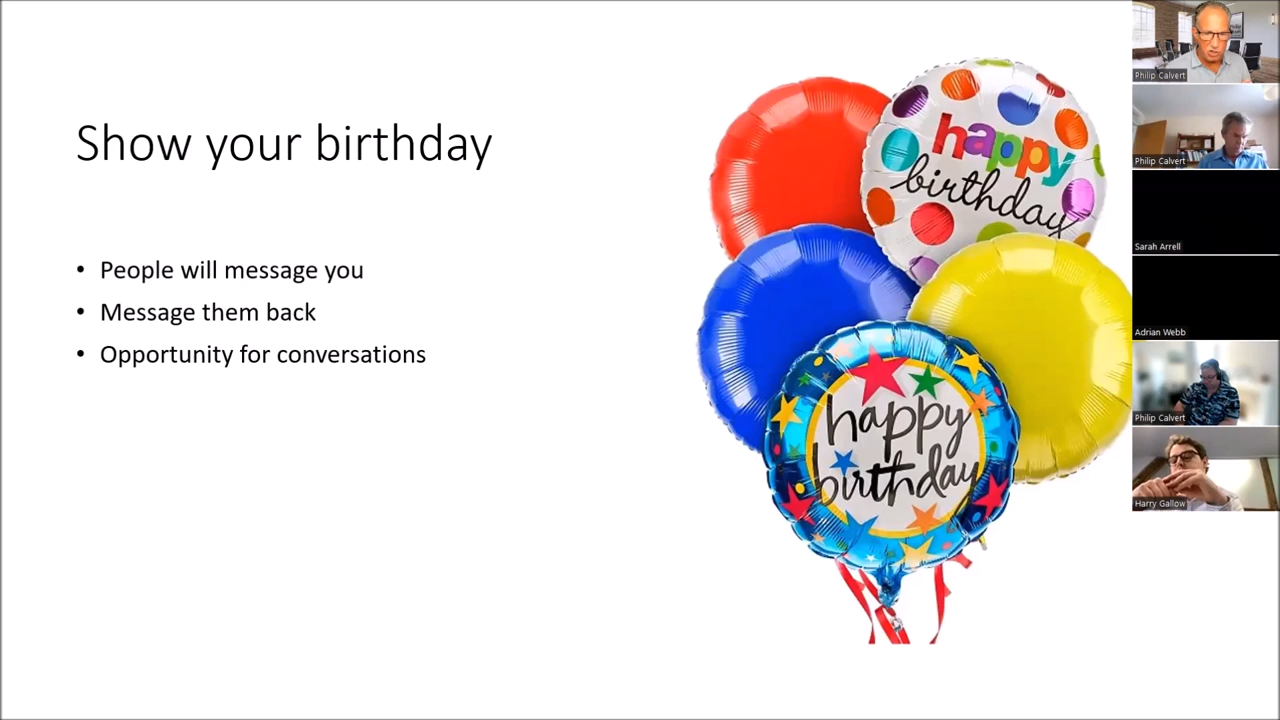 Show your birthday
• People will message you
• Message them back
• Opportunity for conversations
happy
birthday
happy
birthday
Philip Calvert
Philip Calvert
Sarah Arrell
Adrian Webb
Philip Calvert
Harry Gallow